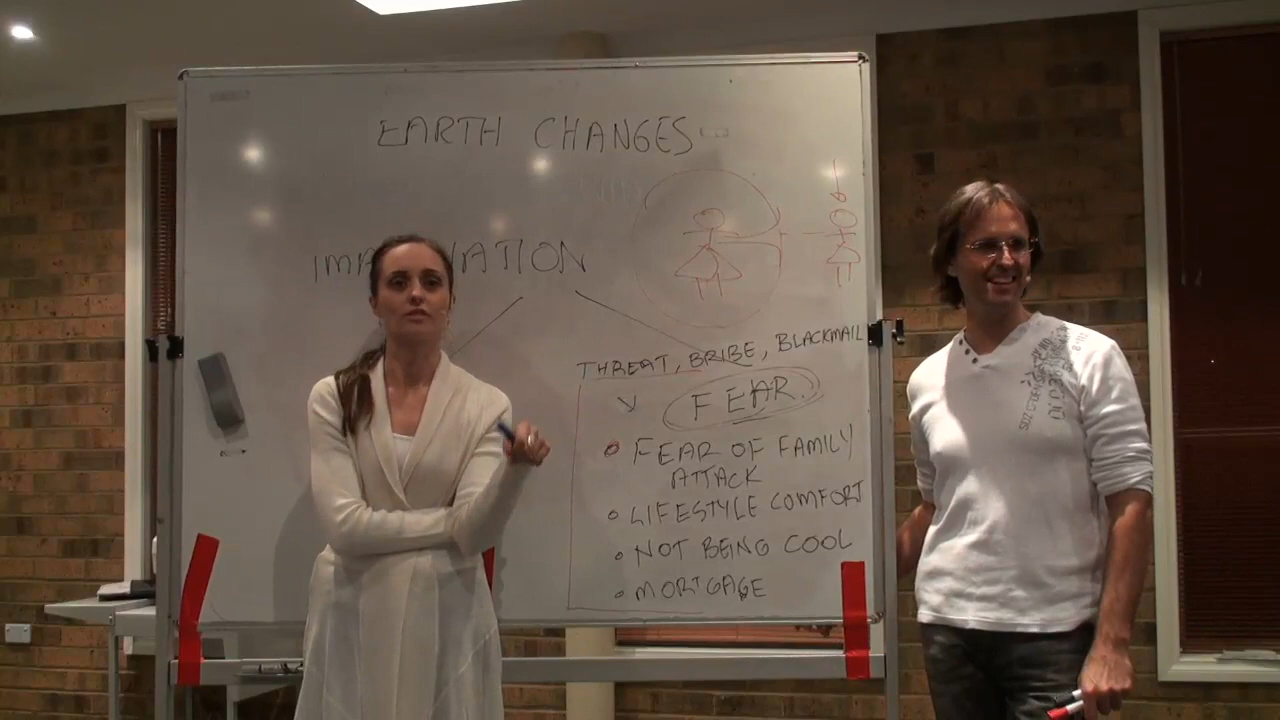 EARTH CHANGES
THREAT, BRIBE, BLACKMAIL
FEAR.
FEAR OF FAMILY
ATTACK
LIFESTYLE COMFORT
NOT BEING COOL
MORTGAGE